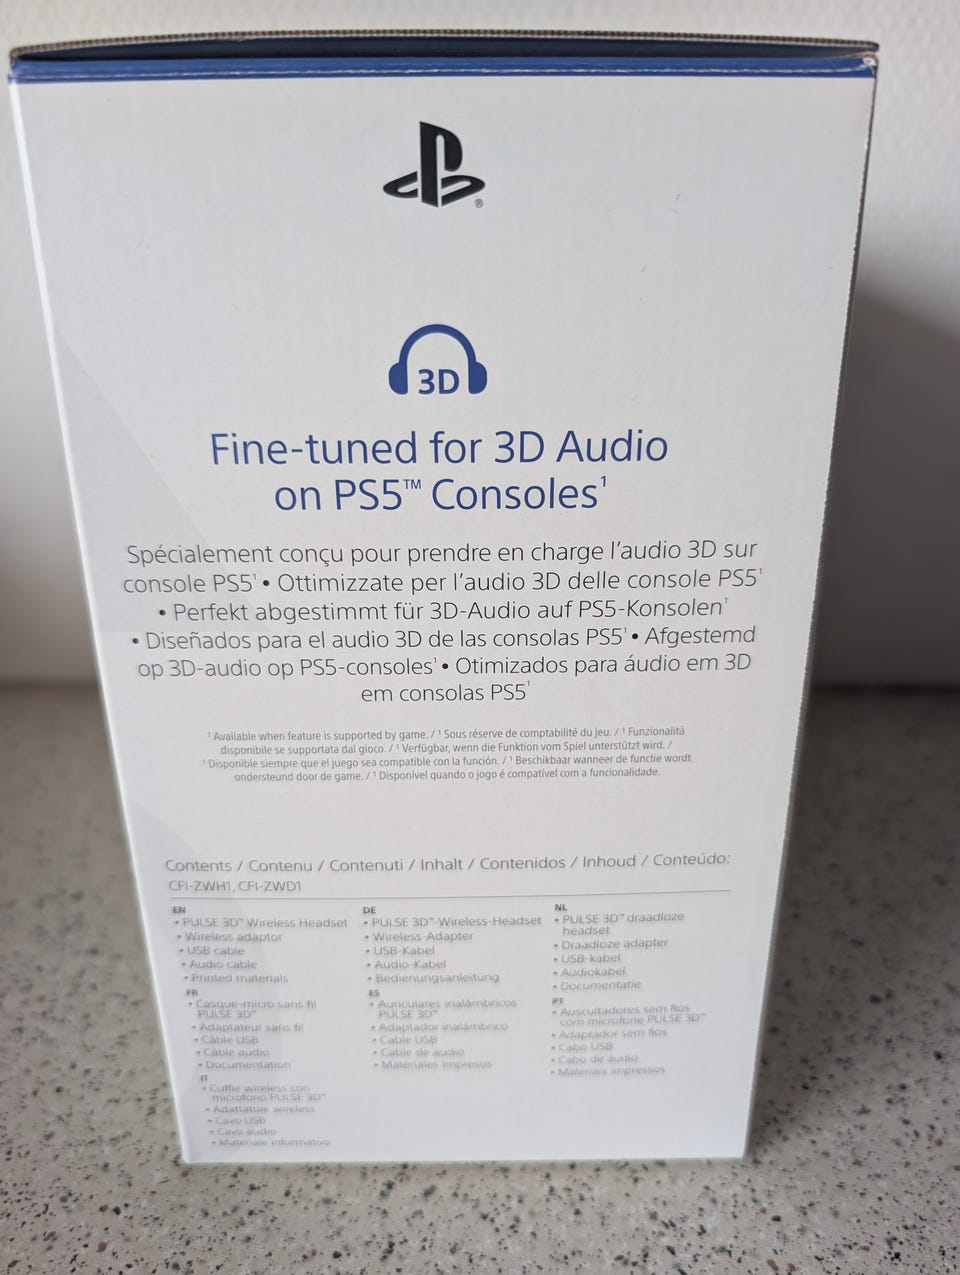 ®
3D
Fine-tuned for 3D Audio
on PS5™ Consoles¹
Spécialement conçu pour prendre en charge l'audio 3D sur
console PS5¹ • Ottimizzate per l'audio 3D delle console PS5¹
• Perfekt abgestimmt für 3D-Audio auf PS5-Konsolen¹
• Diseñados para el audio 3D de las consolas PS5¹ • Afgestemd
op 3D-audio op PS5-consoles¹ • Otimizados para áudio em 3D
em consolas PS5¹
¹ Available when feature is supported by game. / ¹ Sous réserve de comptabilité du jeu. / ¹ Funzionalità
disponibile se supportata dal gioco. / ¹ Verfügbar, wenn die Funktion vom Spiel unterstützt wird. /
¹ Disponible siempre que el juego sea compatible con la función. / ¹ Beschikbaar wanneer de functie wordt
ondersteund door de game. / ¹ Disponível quando o jogo é compatível com a funcionalidade.
Contents / Contenu / Contenuti / Inhalt / Contenidos / Inhoud / Conteúdo:
CFI-ZWH1, CFI-ZWD1
EN
• PULSE 3D™ Wireless Headset
• Wireless adaptor
• USB cable
• Audio cable
• Printed materials
FR
• Casque-micro sans fil
PULSE 3D™
• Adaptateur sans fil
• Câble USB
• Câble audio
• Documentation
IT
• Cuffie wireless con
microfono PULSE 3D™
• Adattatore wireless
• Cavo USB
• Cavo audio
• Materiale informativo
DE
• PULSE 3D™-Wireless-Headset
• Wireless-Adapter
• USB-Kabel
• Audio-Kabel
• Bedienungsanleitung
ES
• Auriculares inalámbricos
PULSE 3D™
• Adaptador inalámbrico
• Cable USB
• Cable de audio
• Materiales impresos
NL
• PULSE 3D™ draadloze
headset
• Draadloze adapter
• USB-kabel
• Audiokabel
• Documentatie
PT
• Auscultadores sem fios
com microfone PULSE 3D™
• Adaptador sem fios
• Cabo USB
• Cabo de áudio
• Materiais impressos